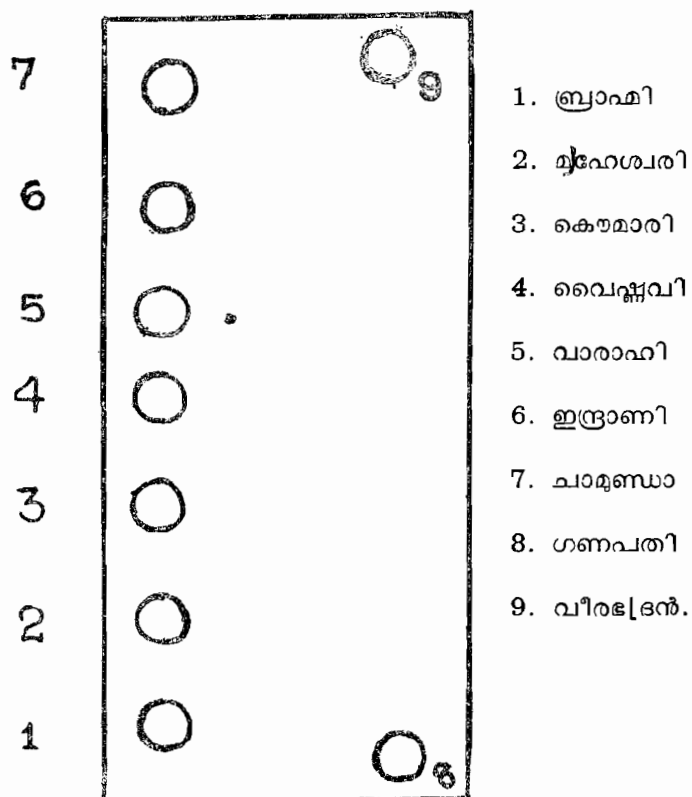 7
9
6
5
4
3
2
1
8
1. ബ്രാഹ്മി
2. മഹേശ്വരി
3. കൌമാരി
4. വൈഷ്ണവി
5. വാരാഹി
6. ഇന്ദ്രാണി
7. ചാമുണ്ഡാ
8. ഗണപതി
9. വീരഭദ്രൻ.